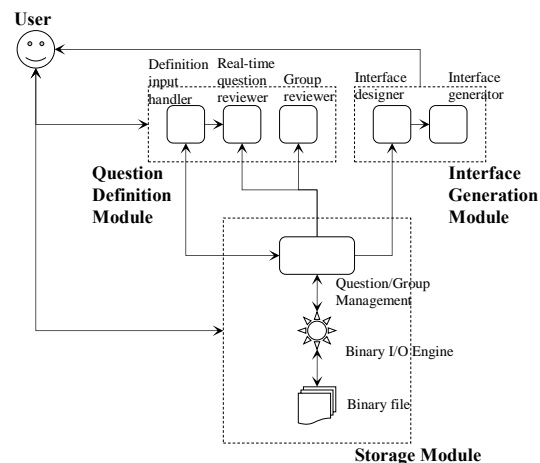 User
Definition
input
handler
Real-time
question
reviewer
Group
reviewer
Interface
designer
Interface
generator
Question
Definition
Module
Interface
Generation
Module
Question/Group
Management
Binary I/O Engine
Binary file
Storage Module